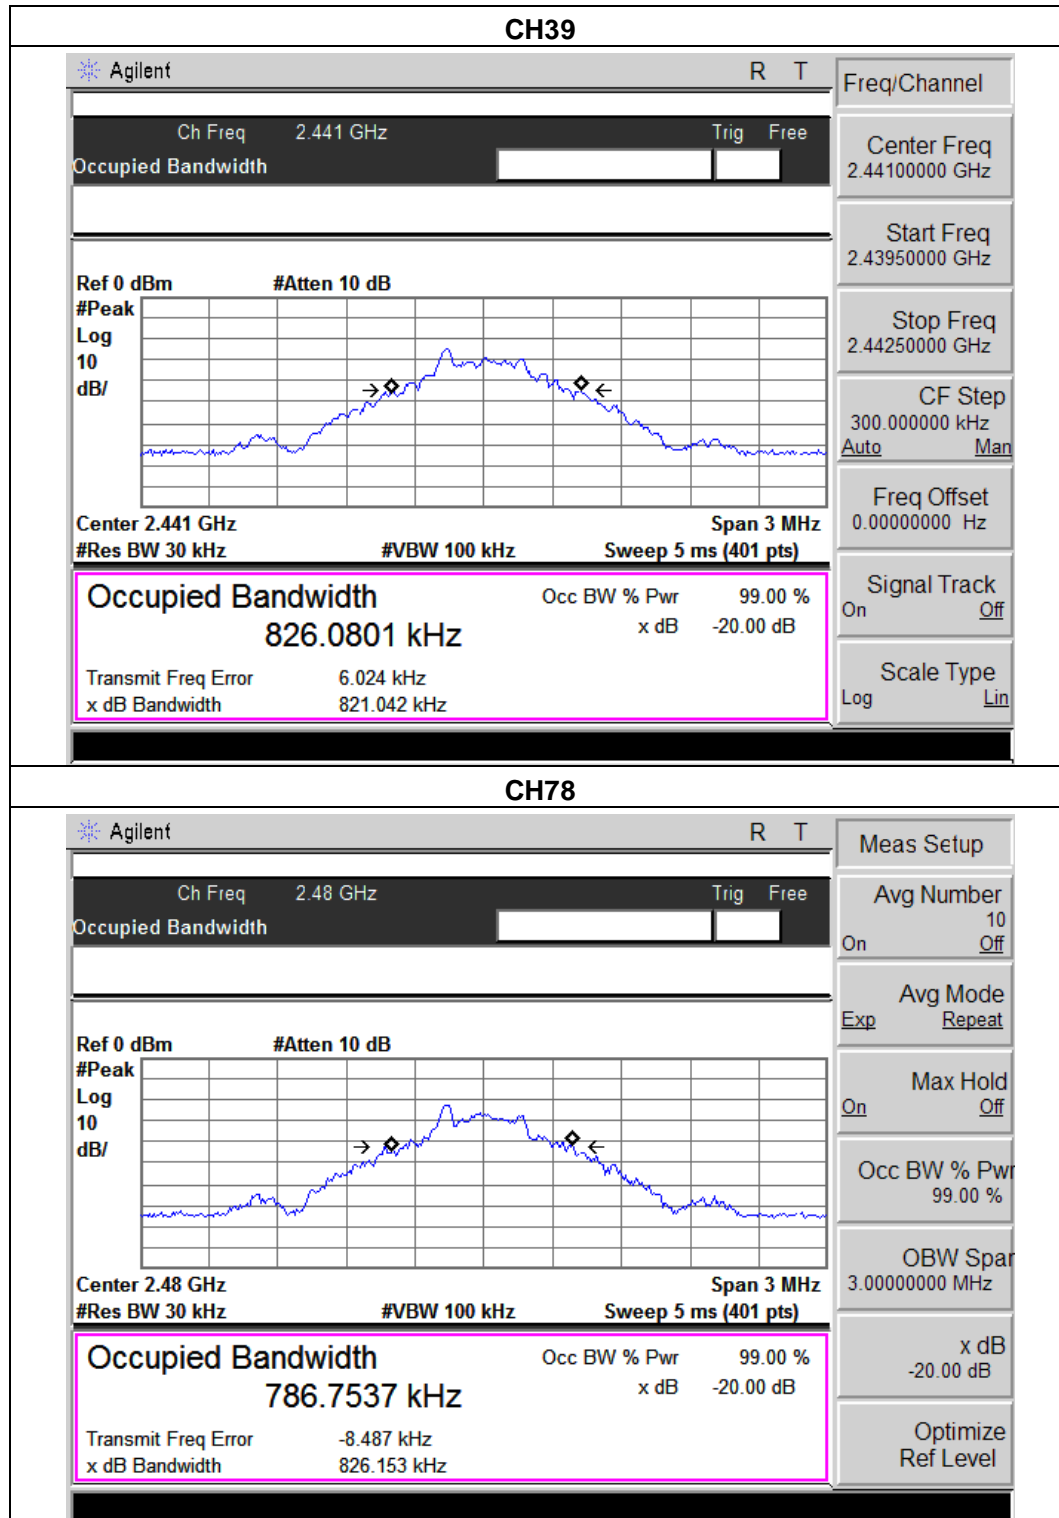 CH39
Agilent R T
Freq/Channel
Ch Freq 2.441 GHz Trig Free
Occupied Bandwidth
Center Freq
2.44100000 GHz
Start Freq
2.43950000 GHz
Stop Freq
2.44250000 GHz
CF Step
300.000000 kHz
Auto Man
Freq Offset
0.00000000 Hz
Signal Track
On Off
Scale Type
Log Lin
Ref 0 dBm #Atten 10 dB
#Peak
Log
10
dB/
Center 2.441 GHz Span 3 MHz
#Res BW 30 kHz #VBW 100 kHz Sweep 5 ms (401 pts)
Occupied Bandwidth Occ BW % Pwr 99.00 %
826.0801 kHz x dB -20.00 dB
Transmit Freq Error 6.024 kHz
x dB Bandwidth 821.042 kHz
CH78
Agilent R T
Meas Setup
Ch Freq 2.48 GHz Trig Free
Occupied Bandwidth
Avg Number
10
On Off
Avg Mode
Exp Repeat
Max Hold
On Off
Occ BW % Pwr
99.00 %
OBW Span
3.00000000 MHz
x dB
-20.00 dB
Optimize
Ref Level
Ref 0 dBm #Atten 10 dB
#Peak
Log
10
dB/
Center 2.48 GHz Span 3 MHz
#Res BW 30 kHz #VBW 100 kHz Sweep 5 ms (401 pts)
Occupied Bandwidth Occ BW % Pwr 99.00 %
786.7537 kHz x dB -20.00 dB
Transmit Freq Error -8.487 kHz
x dB Bandwidth 826.153 kHz